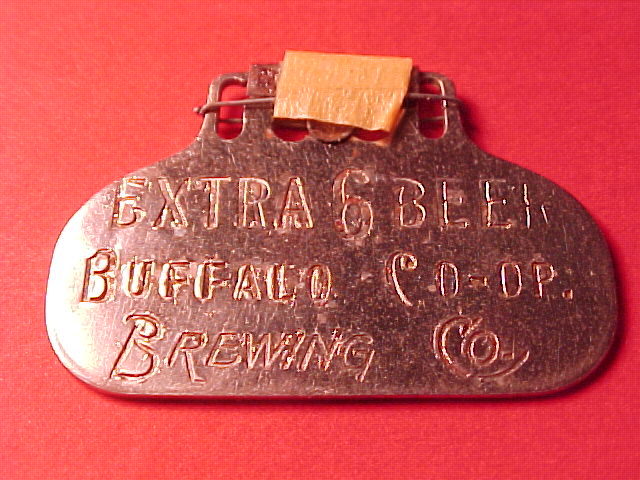 EXTRA 6 BEER
BUFFALO CO-OP.
BREWING CO.